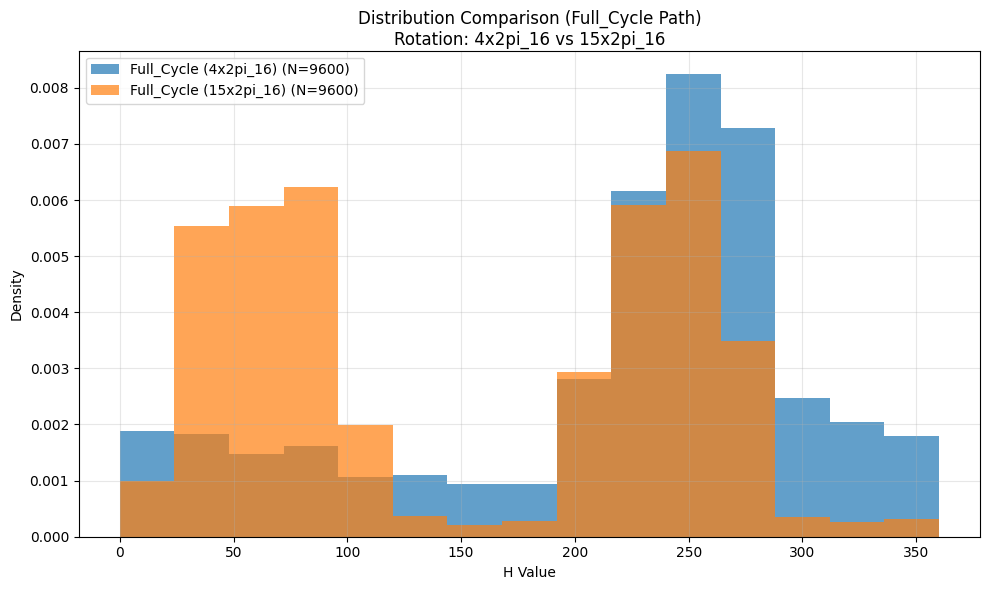 Distribution Comparison (Full_Cycle Path)
Rotation: 4x2pi_16 vs 15x2pi_16
Full_Cycle (4x2pi_16) (N=9600)
Full_Cycle (15x2pi_16) (N=9600)
Density
0.008
0.007
0.006
0.005
0.004
0.003
0.002
0.001
0.000
0 50 100 150 200 250 300 350
H Value